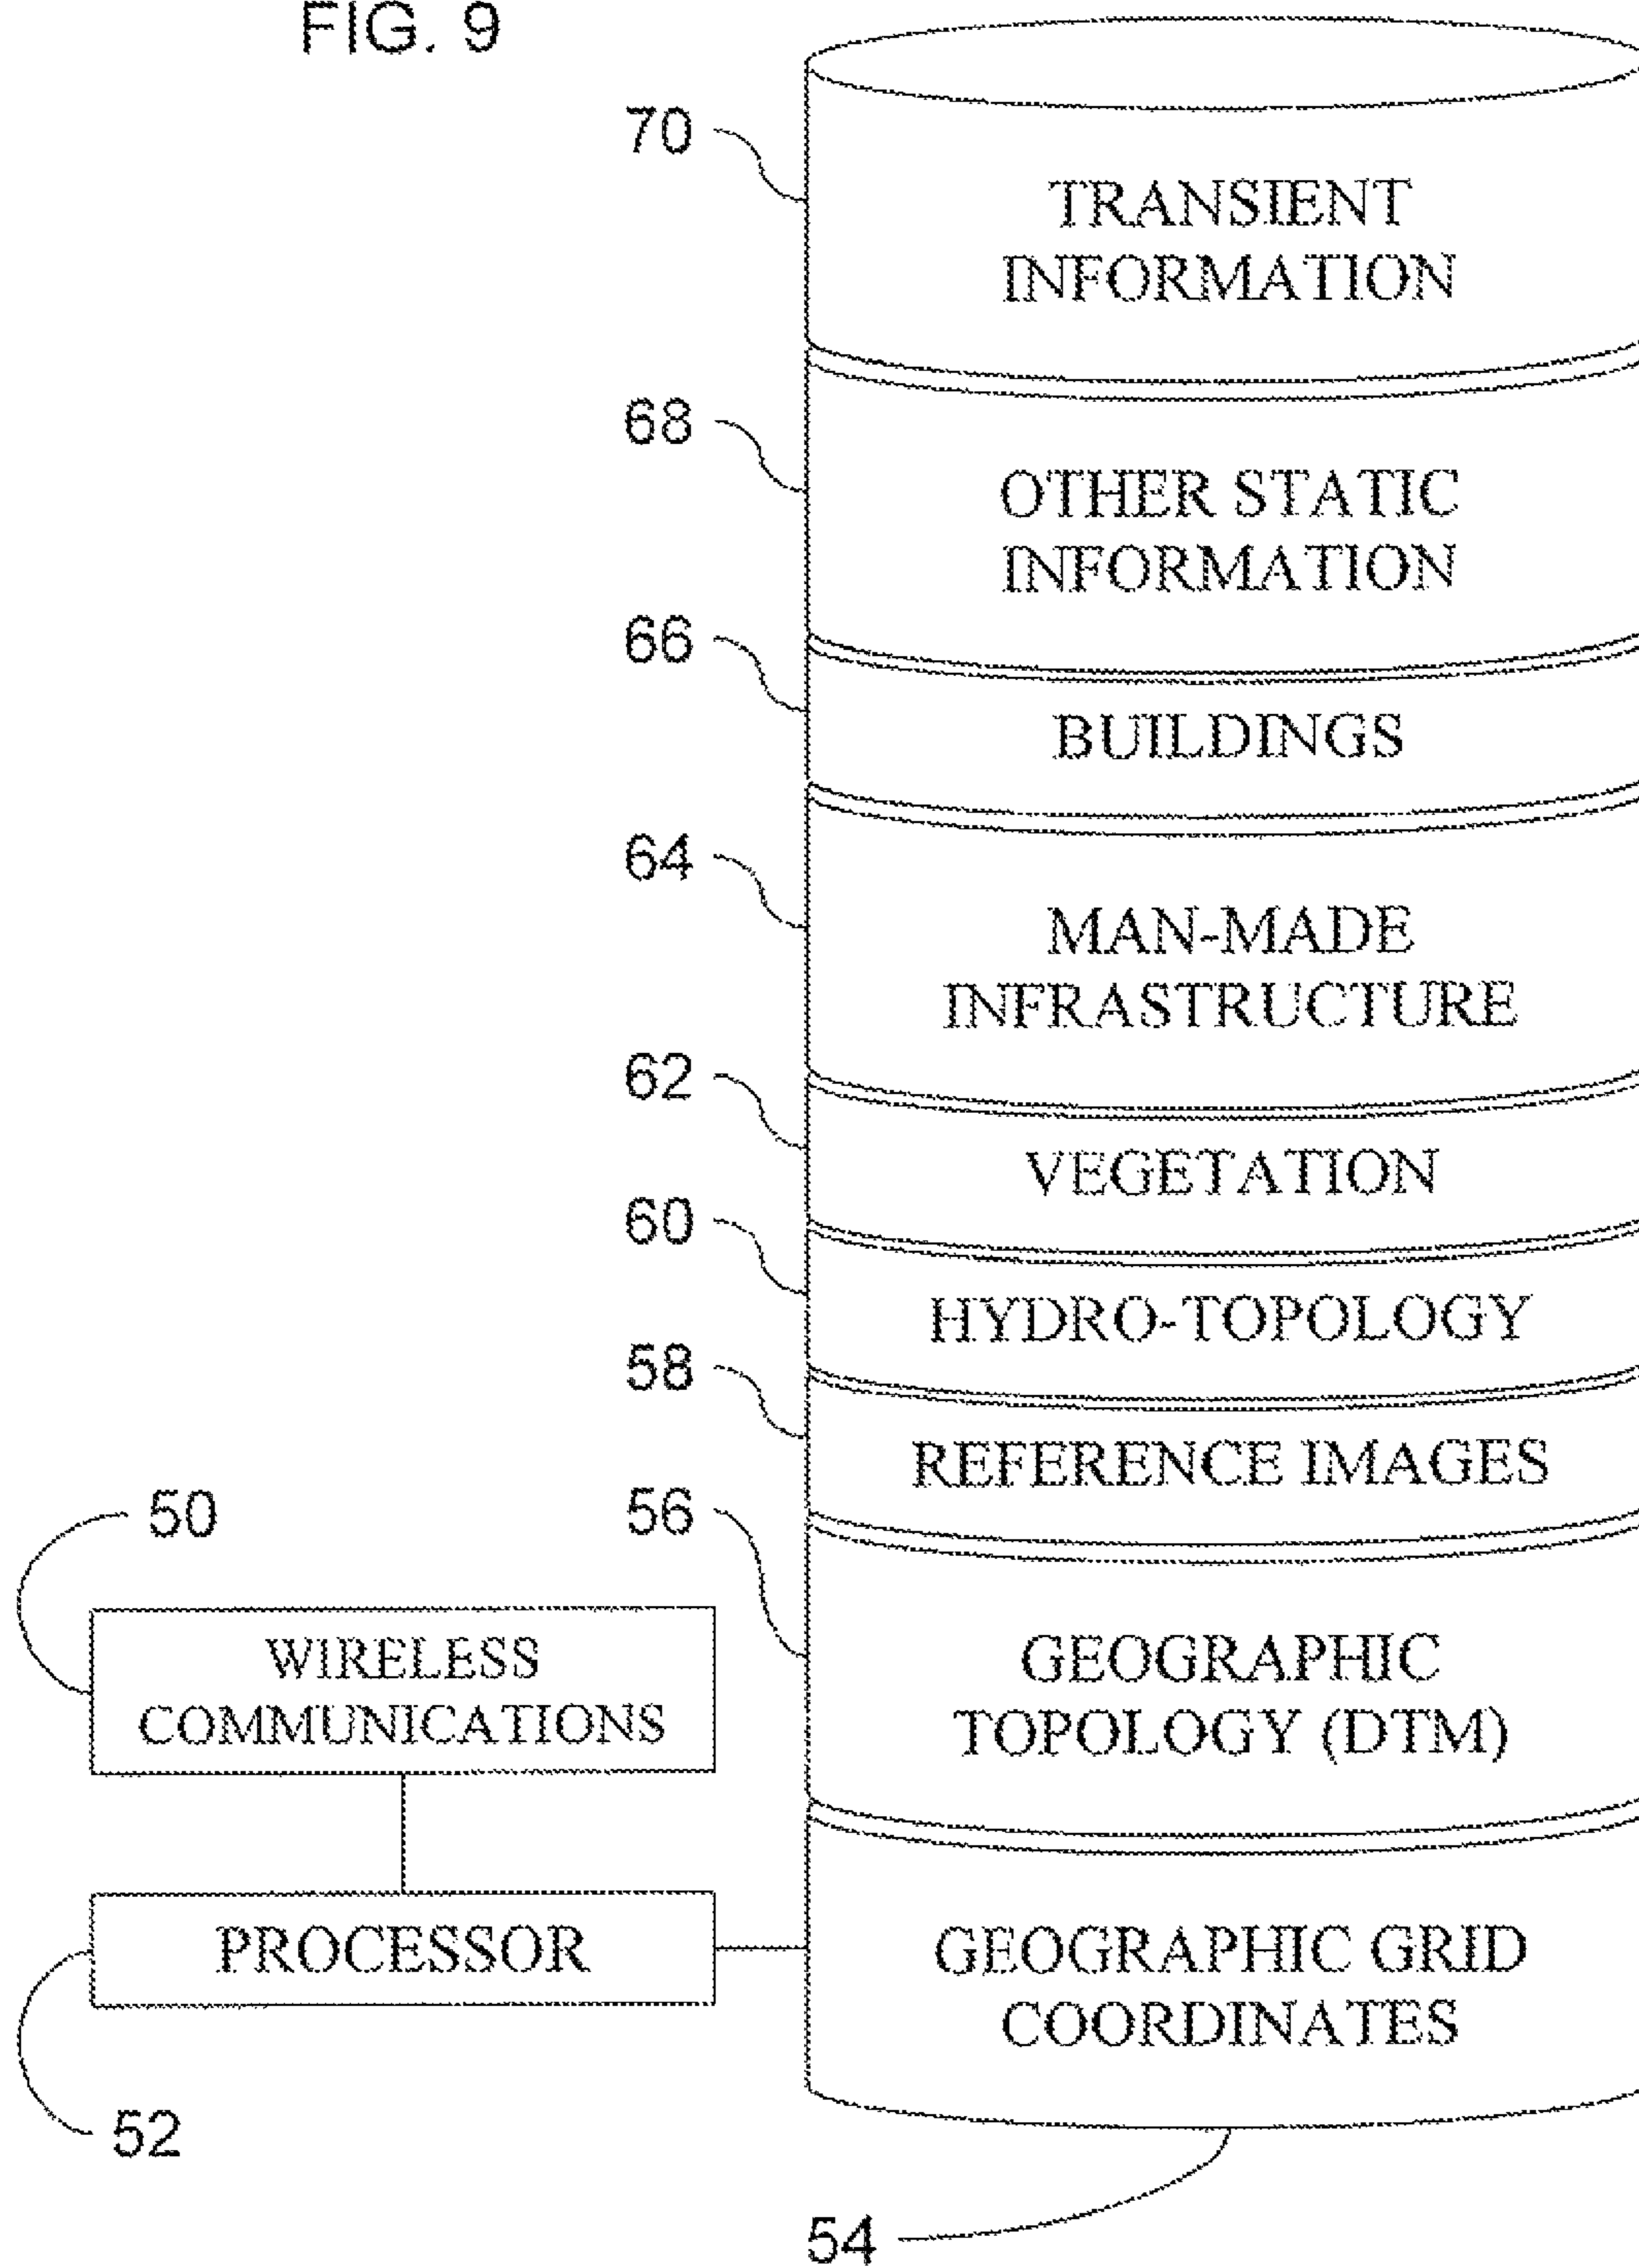 FIG. 9
70
TRANSIENT
INFORMATION
68
OTHER STATIC
INFORMATION
66
BUILDINGS
64
MAN-MADE
INFRASTRUCTURE
62
VEGETATION
60
HYDRO-TOPOLOGY
58
REFERENCE IMAGES
56
GEOGRAPHIC
TOPOLOGY (DTM)
50
WIRELESS
COMMUNICATIONS
PROCESSOR
52
GEOGRAPHIC GRID
COORDINATES
54